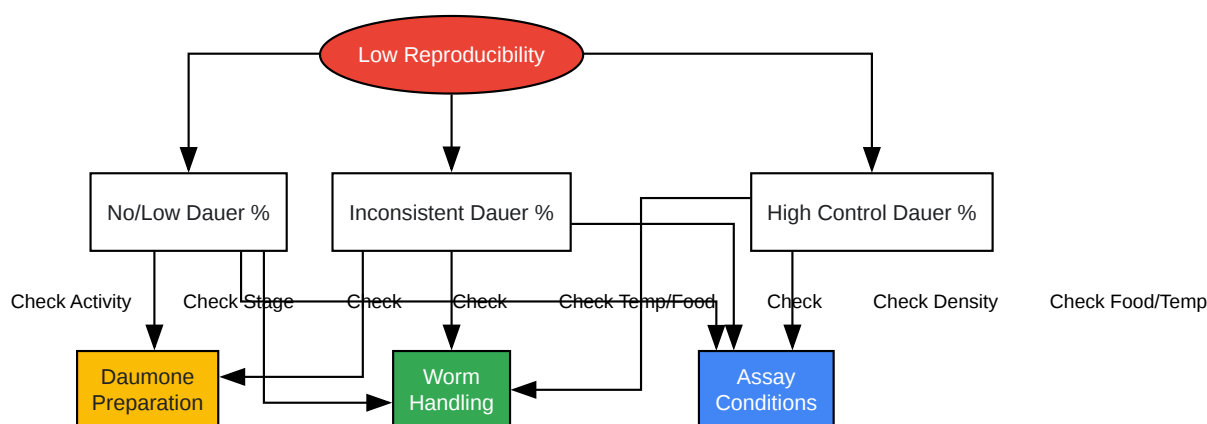 Low Reproducibility
No/Low Dauer %
Inconsistent Dauer %
High Control Dauer %
Check Activity
Check Stage
Check
Check
Check Temp/Food
Check
Check Density
Check Food/Temp
Daumone
Preparation
Worm
Handling
Assay
Conditions